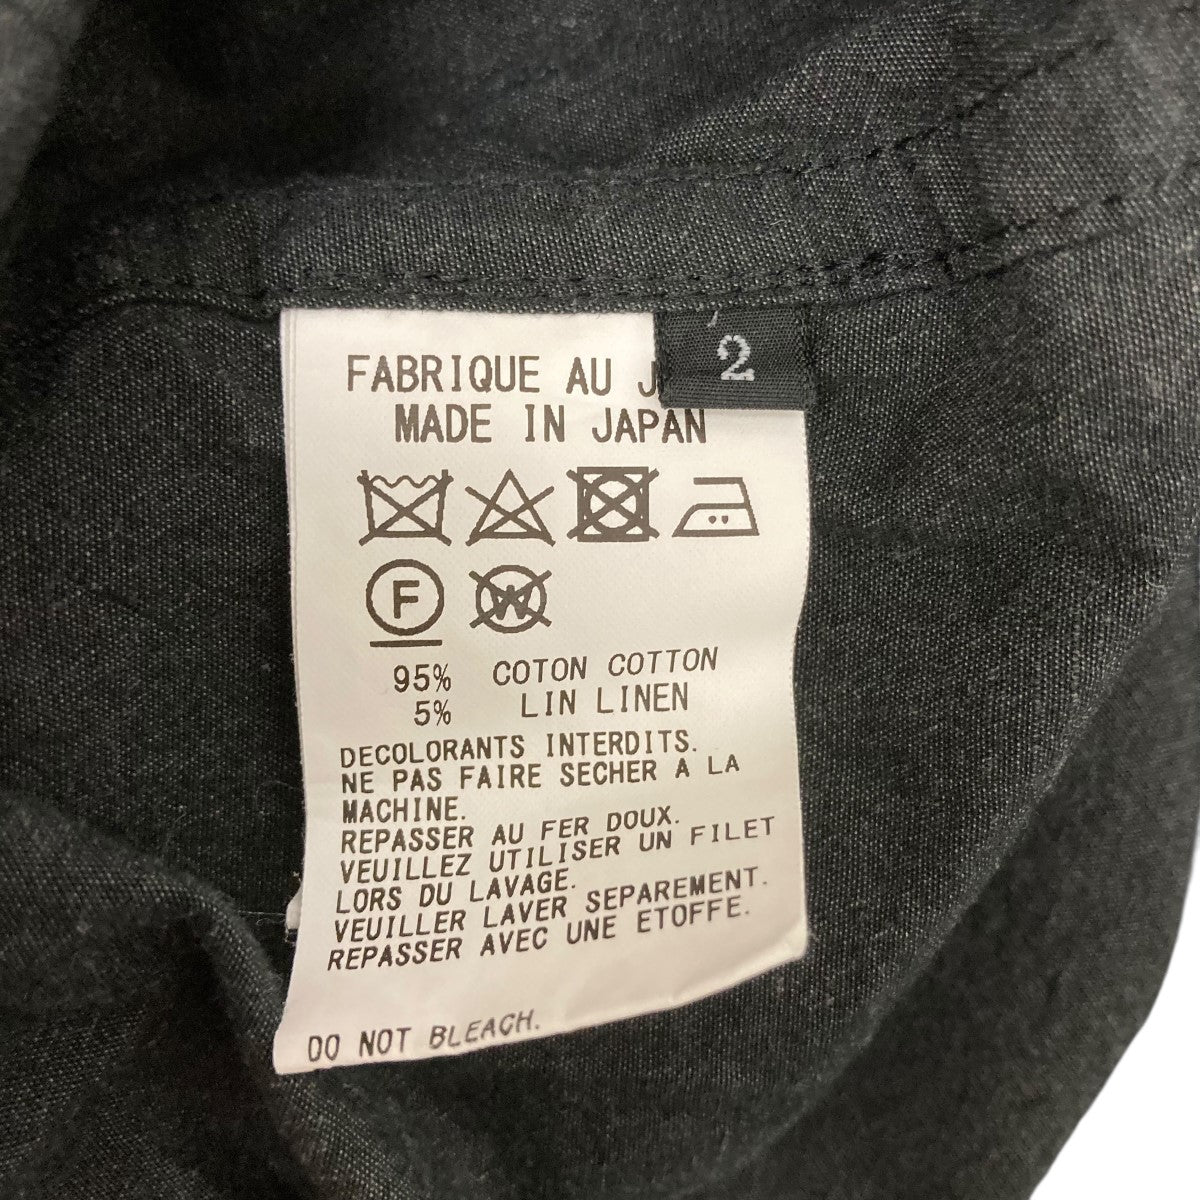 2
FABRIQUE AU
MADE IN JAPAN
F
W
95% COTON COTTON
5% LIN LINEN
DECOLORANTS INTERDITS.
NE PAS FAIRE SECHER A LA
MACHINE.
REPASSER AU FER DOUX.
VEUILLEZ UTILISER UN FILET
LORS DU LAVAGE.
VEUILLER LAVER SEPAREMENT.
REPASSER AVEC UNE ETOFFE.
DO NOT BLEACH.